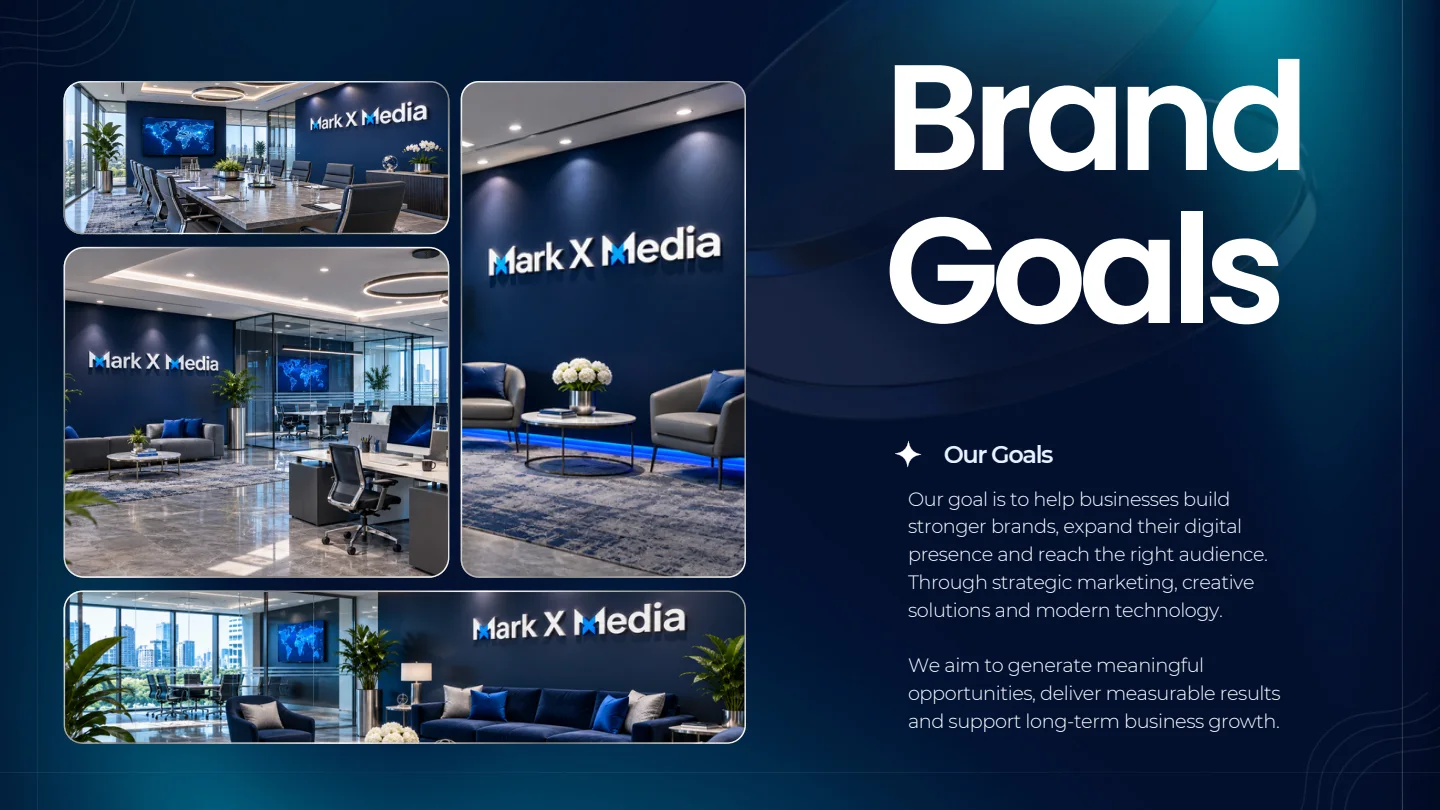 Mark X Media
Mark X Media
Mark X Media
Mark X Media
Brand
Goals
Our Goals
Our goal is to help businesses build
stronger brands, expand their digital
presence and reach the right audience.
Through strategic marketing, creative
solutions and modern technology.
We aim to generate meaningful
opportunities, deliver measurable results
and support long-term business growth.